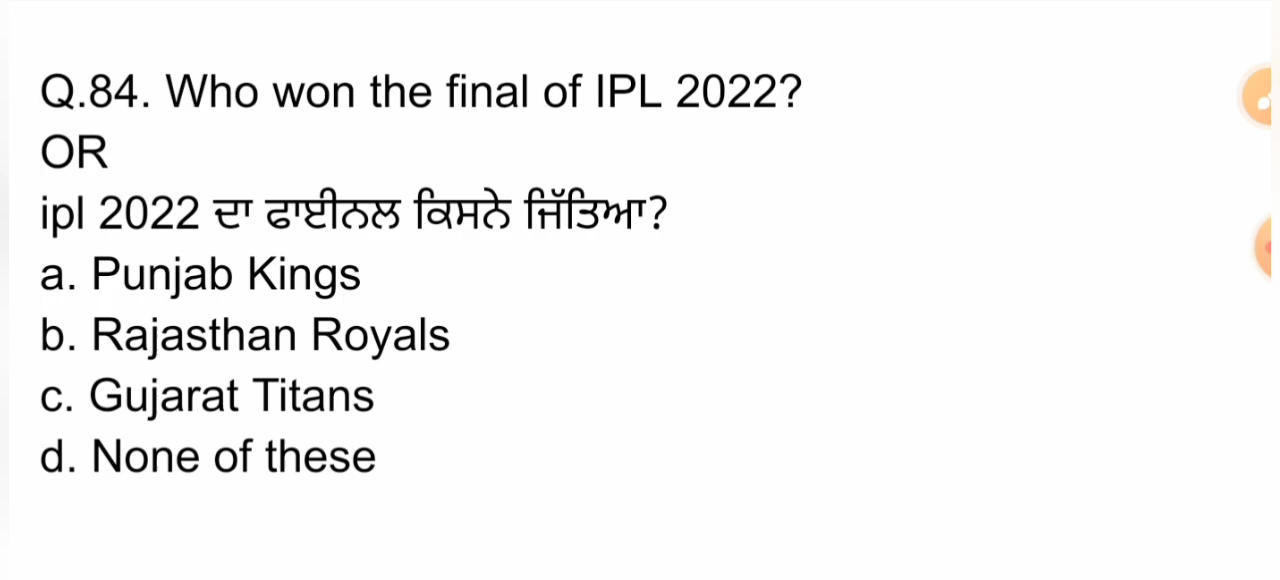 Q.84. Who won the final of IPL 2022?
OR
ipl 2022 ਦਾ ਫਾਈਨਲ ਕਿਸਨੇ ਜਿੱਤਿਆ?
a. Punjab Kings
b. Rajasthan Royals
c. Gujarat Titans
d. None of these